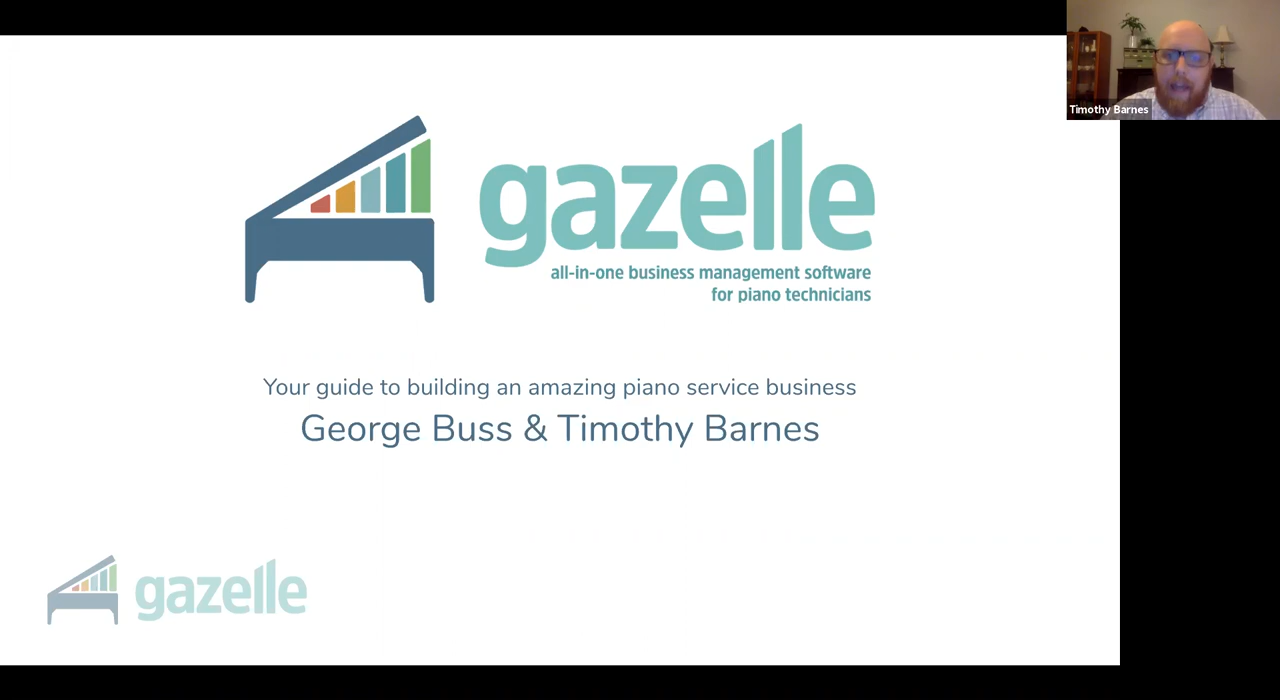 Timothy Barnes
gazelle
all-in-one business management software
for piano technicians
Your guide to building an amazing piano service business
George Buss & Timothy Barnes
gazelle